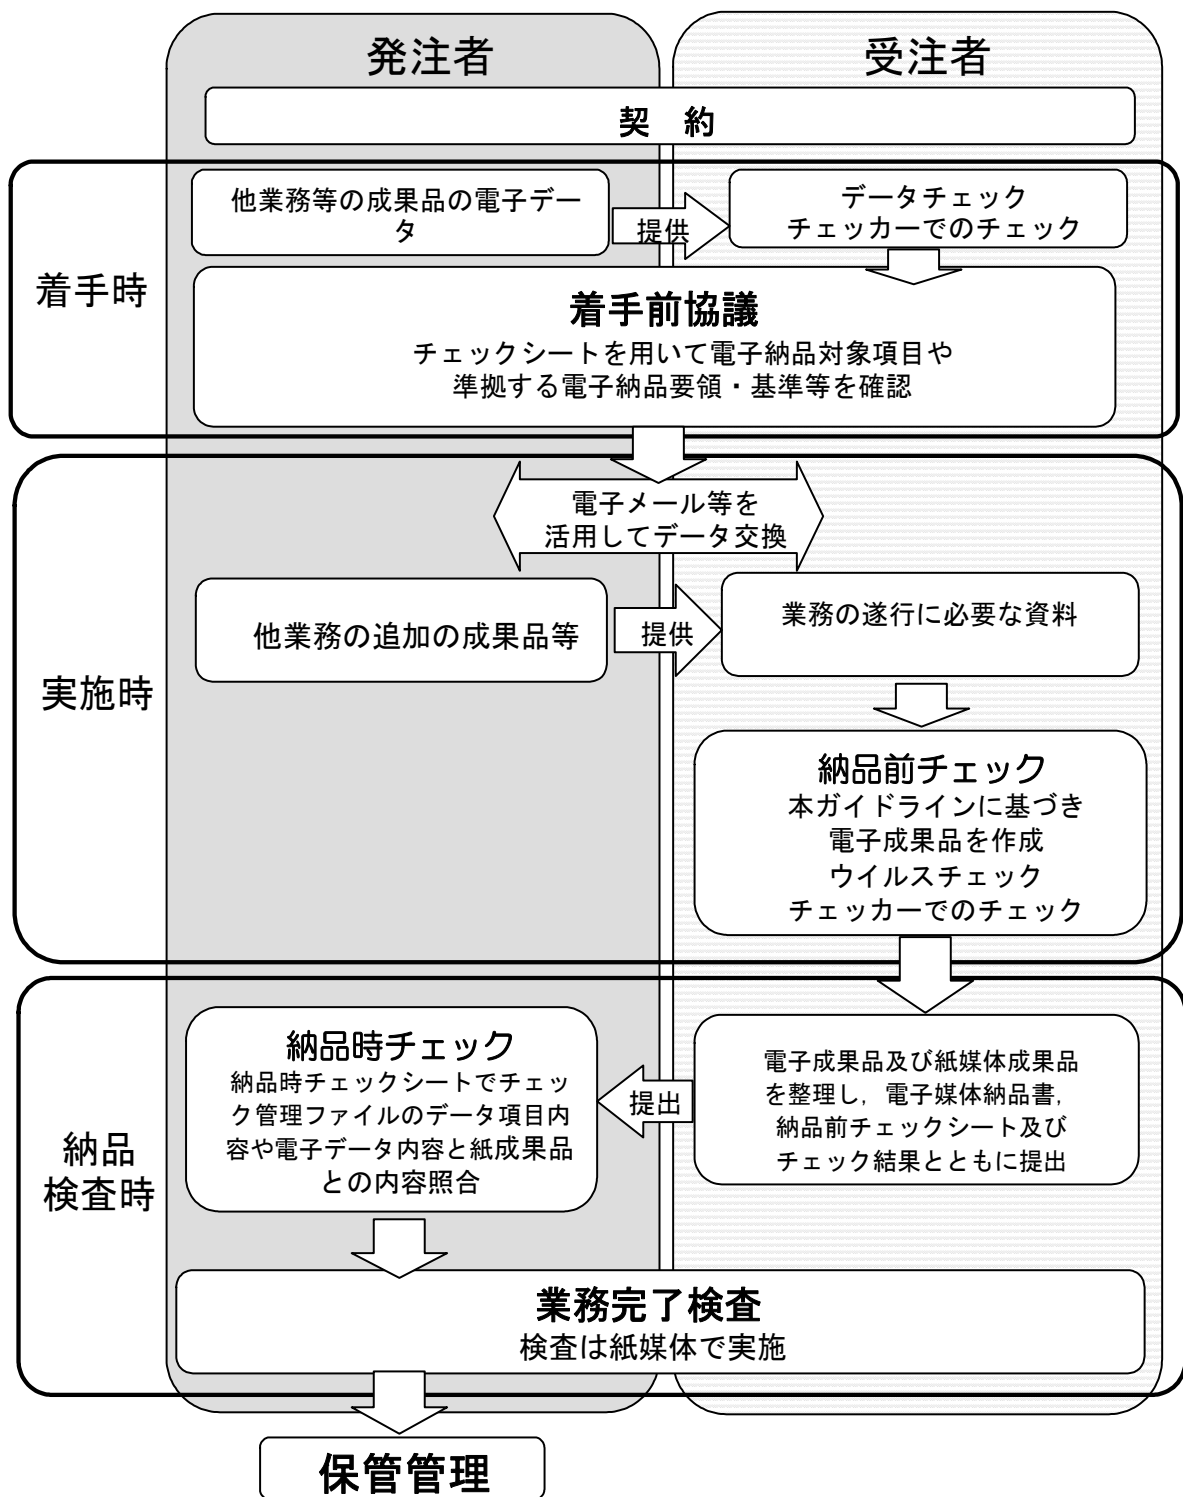 発注者
受注者
契 約
着手時
他業務等の成果品の電子デー
タ
提供
データチェック
チェッカーでのチェック
着手前協議
チェックシートを用いて電子納品対象項目や
準拠する電子納品要領・基準等を確認
実施時
電子メール等を
活用してデータ交換
他業務の追加の成果品等
提供
業務の遂行に必要な資料
納品前チェック
本ガイドラインに基づき
電子成果品を作成
ウイルスチェック
チェッカーでのチェック
納品
検査時
納品時チェック
納品時チェックシートでチェッ
ク管理ファイルのデータ項目内
容や電子データ内容と紙成果品
との内容照合
提出
電子成果品及び紙媒体成果品
を整理し，電子媒体納品書，
納品前チェックシート及び
チェック結果とともに提出
業務完了検査
検査は紙媒体で実施
保管管理